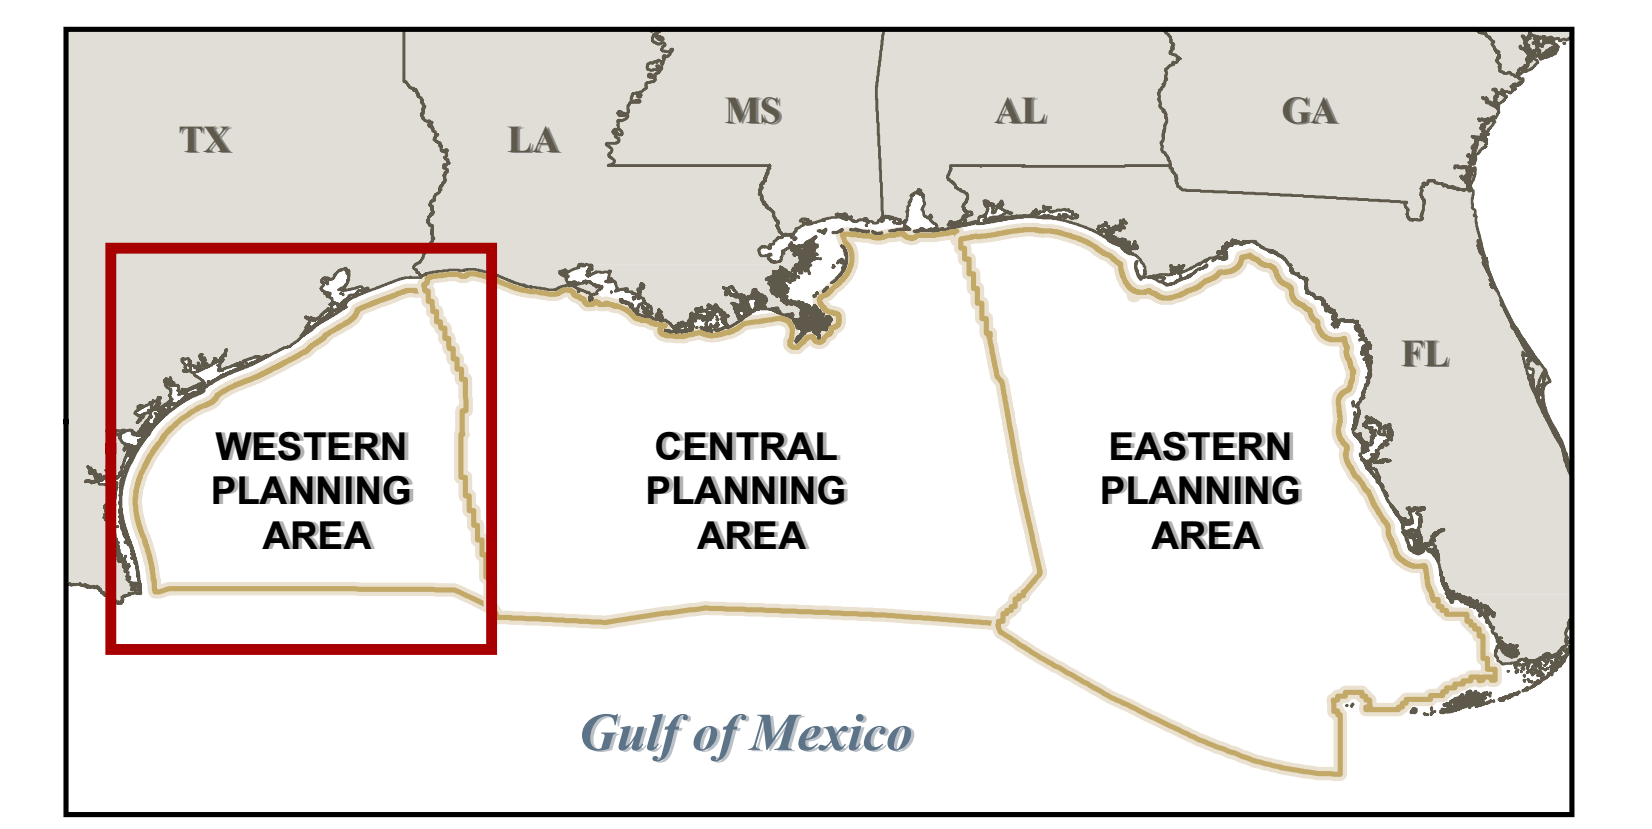 TX
LA
MS
AL
GA
FL
WESTERN
PLANNING
AREA
CENTRAL
PLANNING
AREA
EASTERN
PLANNING
AREA
Gulf of Mexico